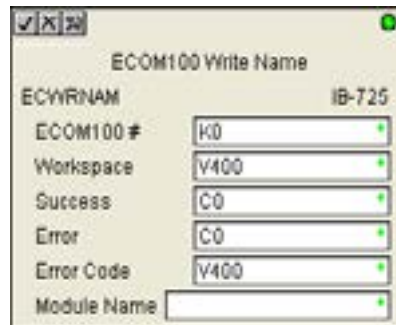 ECOM100 Write Name
ECWRNAM IB-725
ECOM100 # K0
Workspace V400
Success C0
Error C0
Error Code V400
Module Name